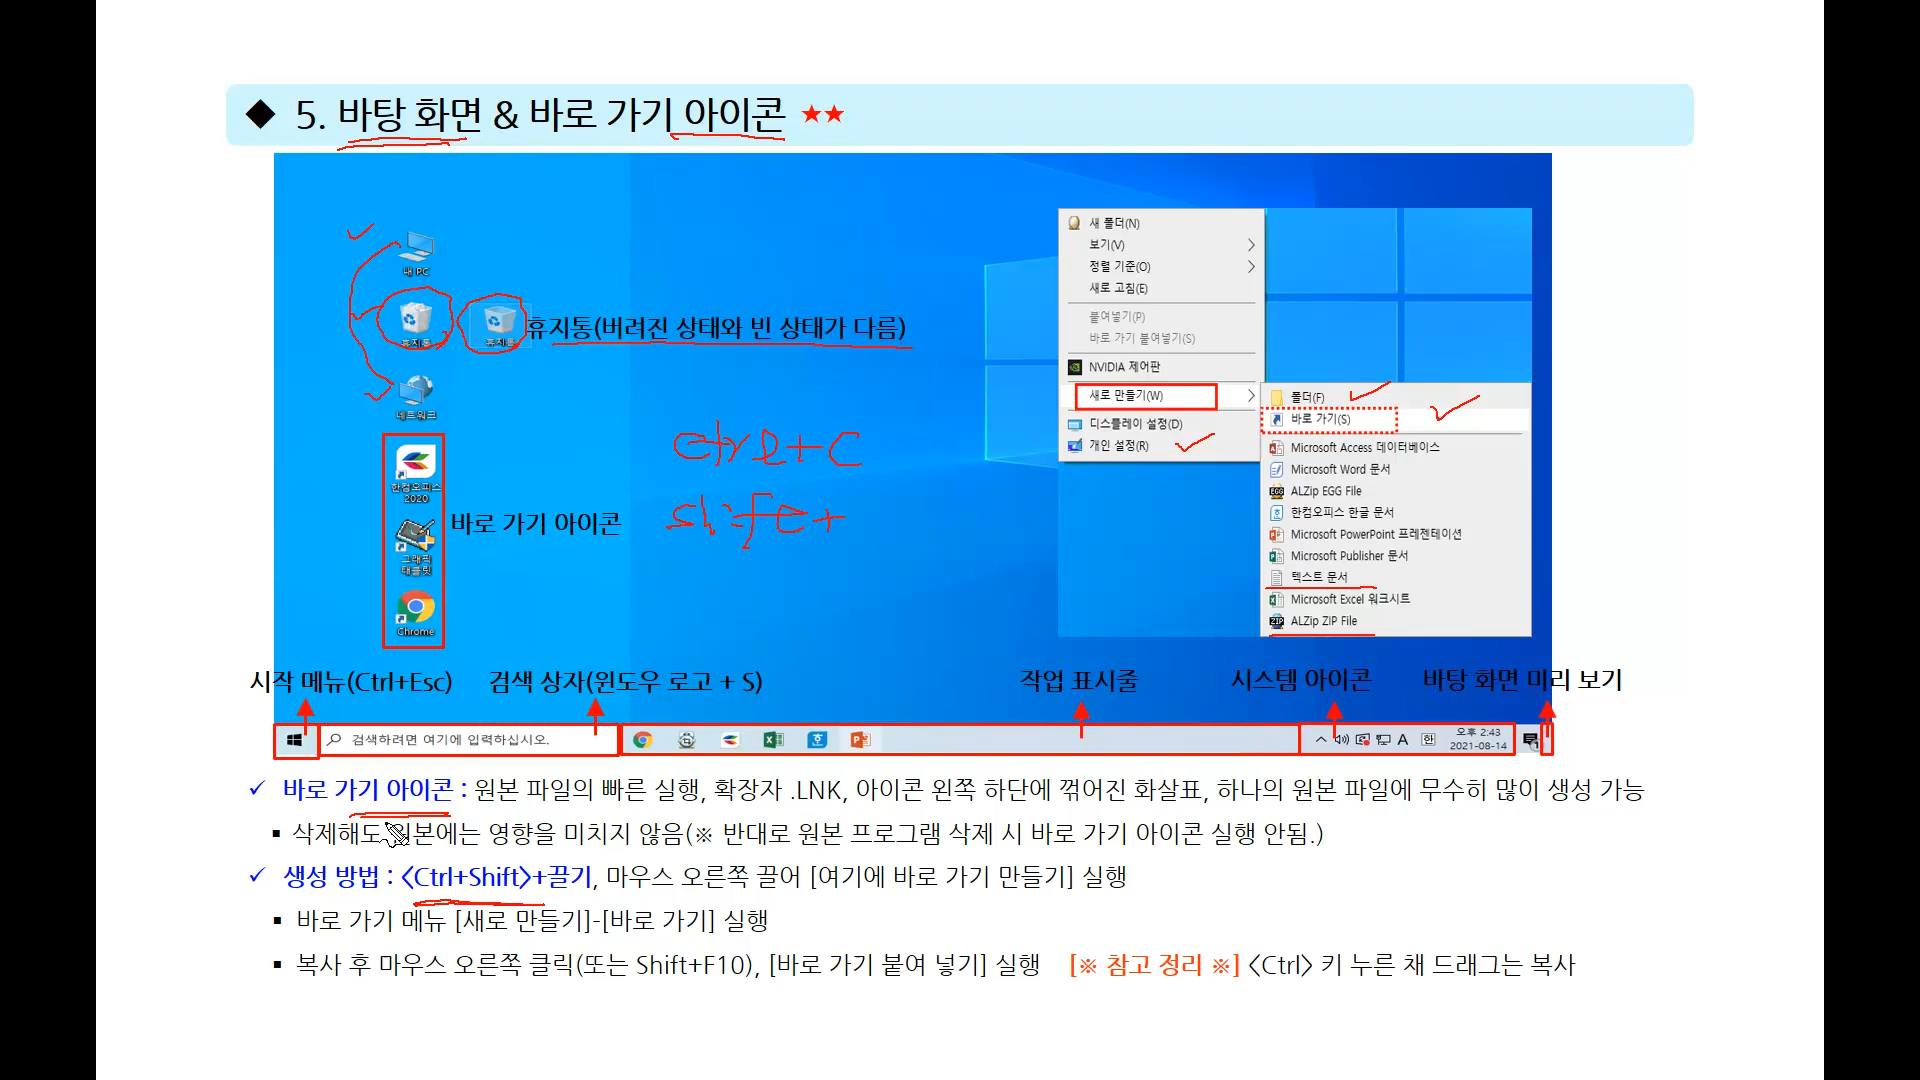 ◆ 5. 바탕 화면 & 바로 가기 아이콘 ★★
내 PC
휴지통
휴지통
휴지통(버려진 상태와 빈 상태가 다름)
네트워크
한컴오피스
2020
그래픽
태블릿
Chrome
바로 가기 아이콘
ctrl+C
shift+
새 폴더(N)
보기(V)
정렬 기준(O)
새로 고침(E)
붙여넣기(P)
바로 가기 붙여넣기(S)
NVIDIA 제어판
새로 만들기(W)
디스플레이 설정(D)
개인 설정(R)
폴더(F)
바로 가기(S)
Microsoft Access 데이터베이스
Microsoft Word 문서
ALZip EGG File
한컴오피스 한글 문서
Microsoft PowerPoint 프레젠테이션
Microsoft Publisher 문서
텍스트 문서
Microsoft Excel 워크시트
ALZip ZIP File
시작 메뉴(Ctrl+Esc)
검색 상자(윈도우 로고 + S)
작업 표시줄
시스템 아이콘
바탕 화면 미리 보기
검색하려면 여기에 입력하십시오.
A 한
오후 2:43
2021-08-14
✓ 바로 가기 아이콘 : 원본 파일의 빠른 실행, 확장자 .LNK, 아이콘 왼쪽 하단에 꺾어진 화살표, 하나의 원본 파일에 무수히 많이 생성 가능
▪ 삭제해도 원본에는 영향을 미치지 않음(※ 반대로 원본 프로그램 삭제 시 바로 가기 아이콘 실행 안됨.)
✓ 생성 방법 : <Ctrl+Shift>+끌기, 마우스 오른쪽 끌어 [여기에 바로 가기 만들기] 실행
▪ 바로 가기 메뉴 [새로 만들기]-[바로 가기] 실행
▪ 복사 후 마우스 오른쪽 클릭(또는 Shift+F10), [바로 가기 붙여 넣기] 실행 [※ 참고 정리 ※] <Ctrl> 키 누른 채 드래그는 복사